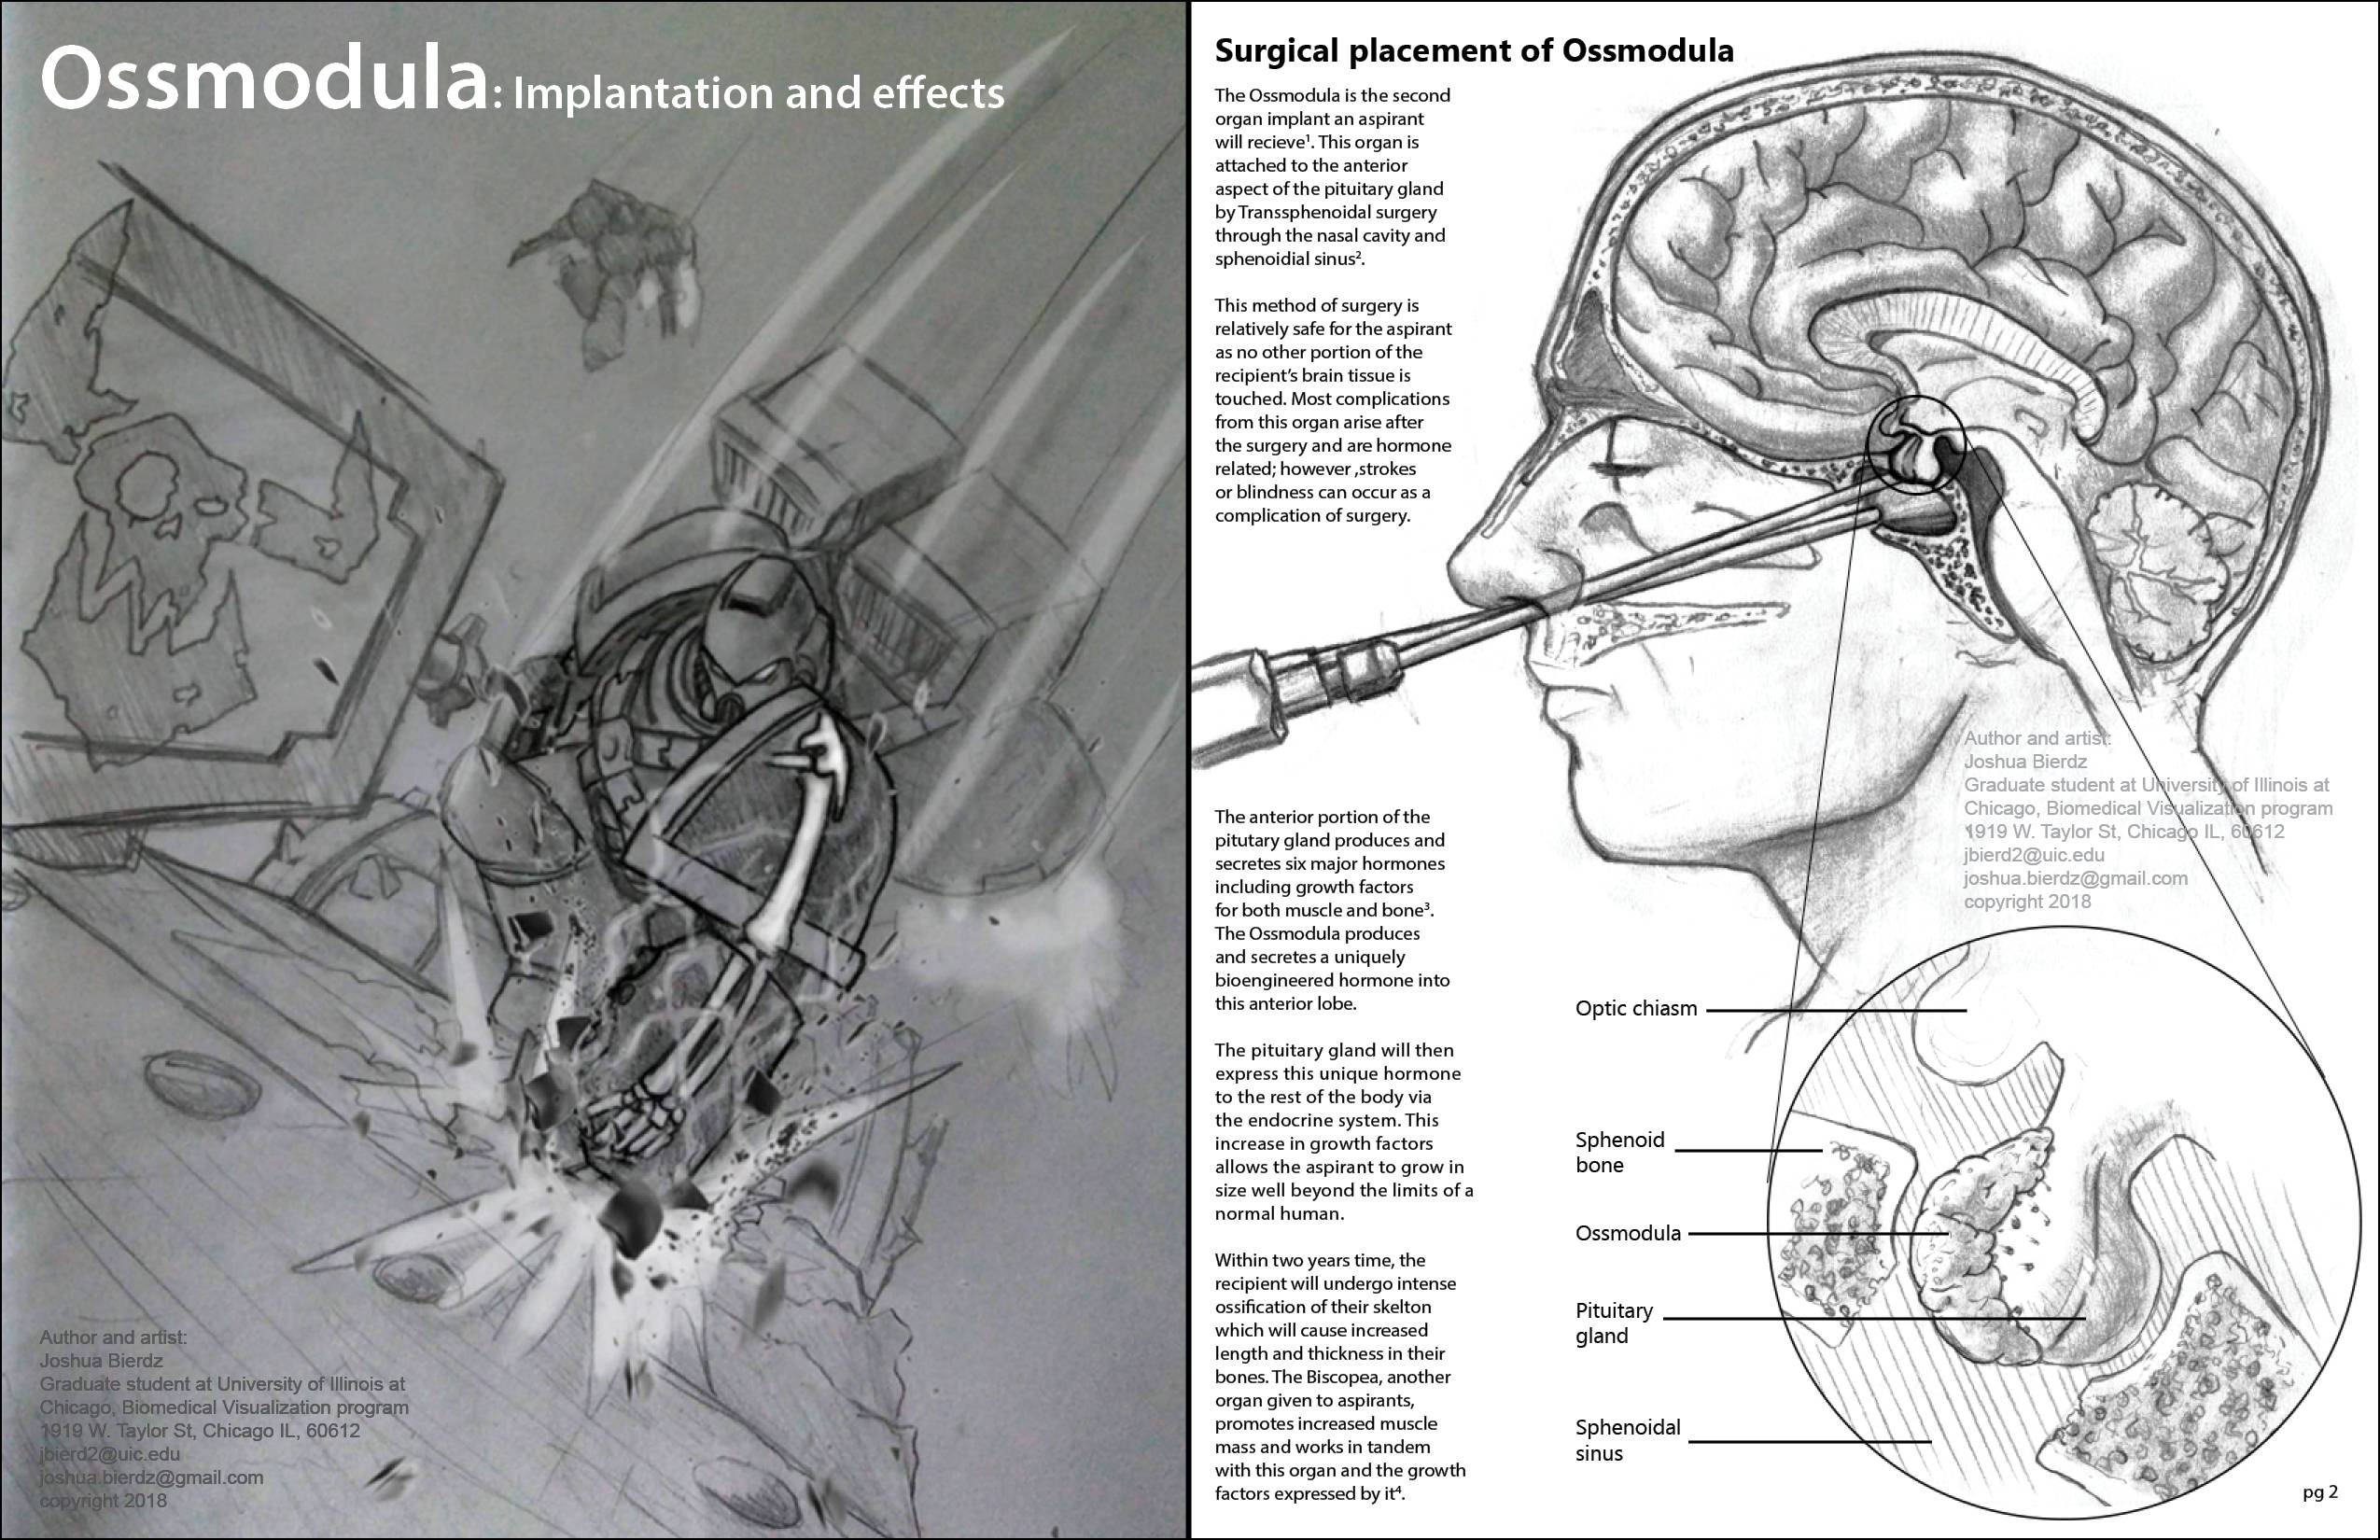 Ossmodula: Implantation and effects
Author and artist:
Joshua Bierdz
Graduate student at University of Illinois at
Chicago, Biomedical Visualization program
1919 W. Taylor St, Chicago IL, 60612
jbierd2@uic.edu
joshua.bierdz@gmail.com
copyright 2018
Surgical placement of Ossmodula
The Ossmodula is the second
organ implant an aspirant
will recieve¹. This organ is
attached to the anterior
aspect of the pituitary gland
by Transsphenoidal surgery
through the nasal cavity and
sphenoidial sinus².
This method of surgery is
relatively safe for the aspirant
as no other portion of the
recipient's brain tissue is
touched. Most complications
from this organ arise after
the surgery and are hormone
related; however ,strokes
or blindness can occur as a
complication of surgery.
The anterior portion of the
pitutary gland produces and
secretes six major hormones
including growth factors
for both muscle and bone³.
The Ossmodula produces
and secretes a uniquely
bioengineered hormone into
this anterior lobe.
The pituitary gland will then
express this unique hormone
to the rest of the body via
the endocrine system. This
increase in growth factors
allows the aspirant to grow in
size well beyond the limits of a
normal human.
Within two years time, the
recipient will undergo intense
ossification of their skelton
which will cause increased
length and thickness in their
bones. The Biscopea, another
organ given to aspirants,
promotes increased muscle
mass and works in tandem
with this organ and the growth
factors expressed by it⁴.
Author and artist:
Joshua Bierdz
Graduate student at University of Illinois at
Chicago, Biomedical Visualization program
1919 W. Taylor St, Chicago IL, 60612
jbierd2@uic.edu
joshua.bierdz@gmail.com
copyright 2018
Optic chiasm
Sphenoid
bone
Ossmodula
Pituitary
gland
Sphenoidal
sinus
pg 2